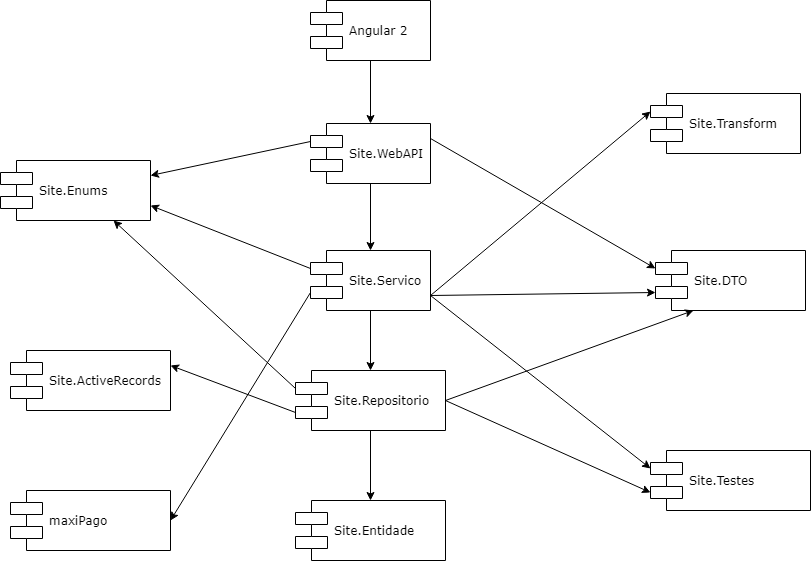 Angular 2
Site.Transform
Site.WebAPI
Site.Enums
Site.Servico
Site.DTO
Site.ActiveRecords
Site.Repositorio
Site.Testes
maxiPago
Site.Entidade